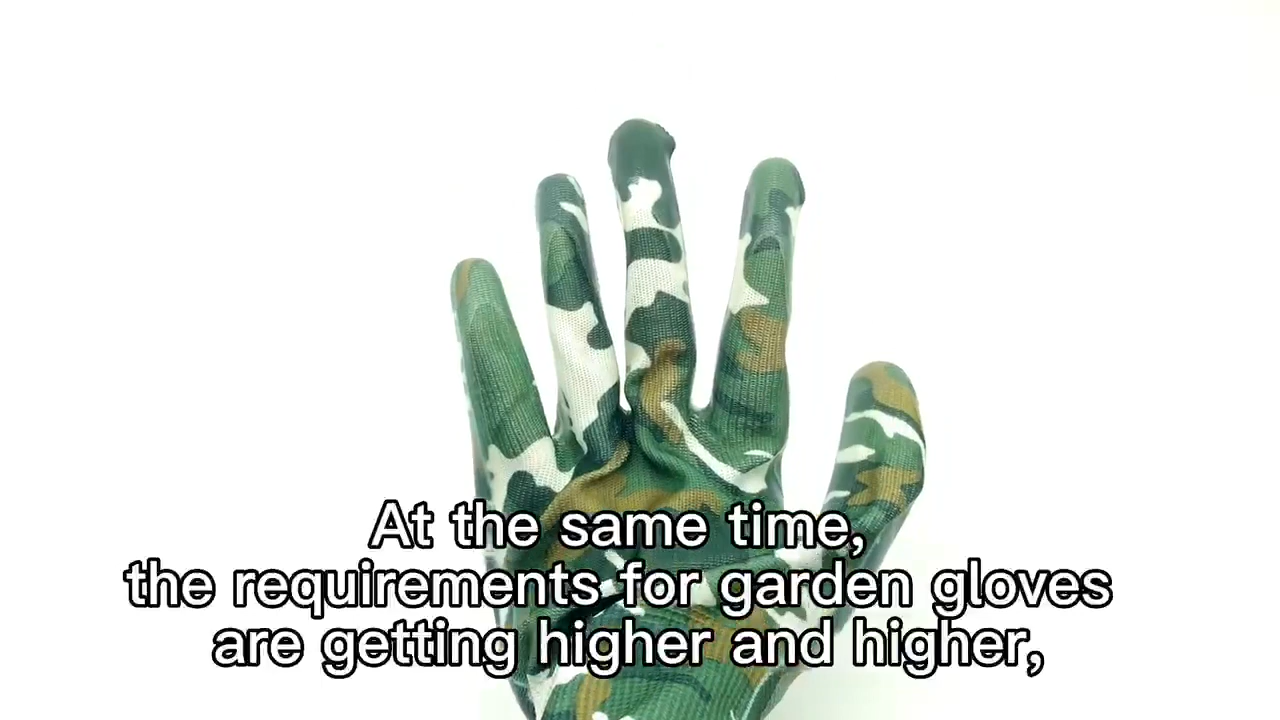 At the same time,
the requirements for garden gloves
are getting higher and higher,